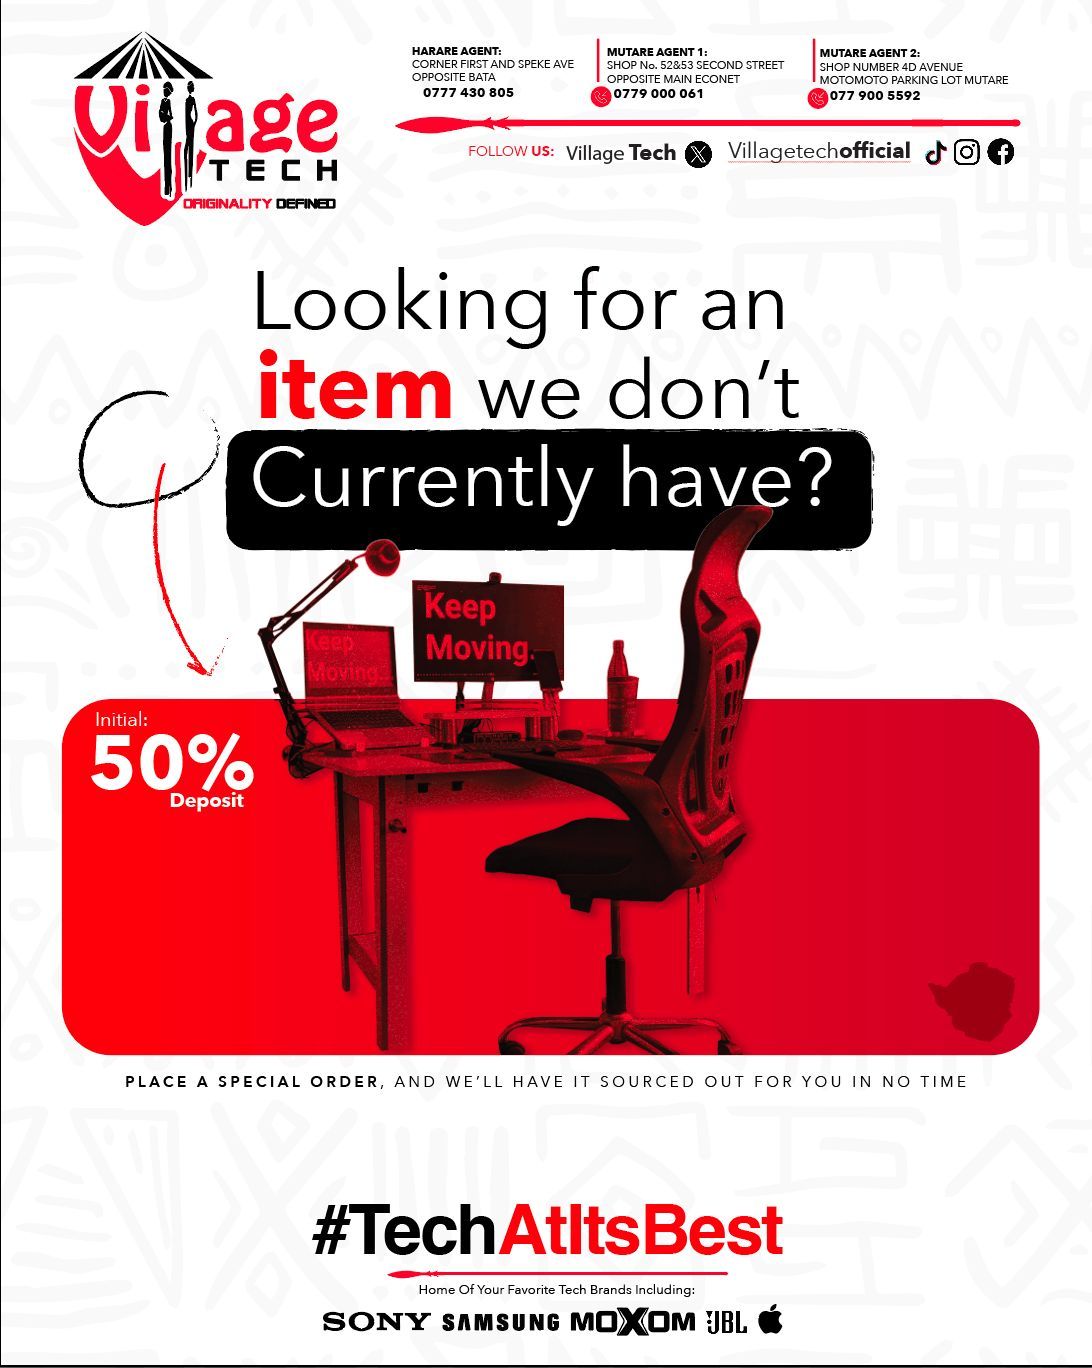 Village
TECH
ORIGINALITY DEFINED
HARARE AGENT:
CORNER FIRST AND SPEKE AVE
OPPOSITE BATA
0777 430 805
MUTARE AGENT 1:
SHOP No. 52&53 SECOND STREET
OPPOSITE MAIN ECONET
0779 000 061
MUTARE AGENT 2:
SHOP NUMBER 4D AVENUE
MOTOMOTO PARKING LOT MUTARE
077 900 5592
FOLLOW US: Village Tech Villagetechofficial
Looking for an
item we don't
Currently have?
Keep
Moving.
Keep
Moving.
Initial:
50%
Deposit
PLACE A SPECIAL ORDER, AND WE'LL HAVE IT SOURCED OUT FOR YOU IN NO TIME
#TechAtItsBest
Home Of Your Favorite Tech Brands Including:
SONY SAMSUNG MOXOM JBL